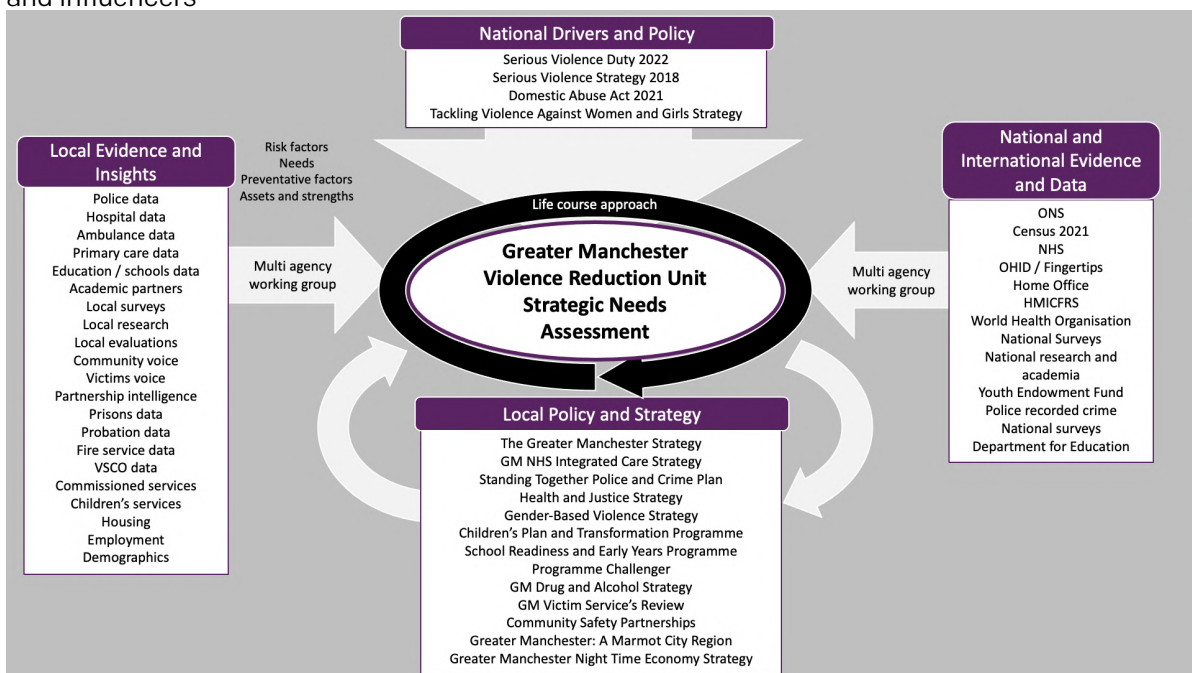 and influencers
National Drivers and Policy
Serious Violence Duty 2022
Serious Violence Strategy 2018
Domestic Abuse Act 2021
Tackling Violence Against Women and Girls Strategy
Local Evidence and
Insights
Police data
Hospital data
Ambulance data
Primary care data
Education / schools data
Academic partners
Local surveys
Local research
Local evaluations
Community voice
Victims voice
Partnership intelligence
Prisons data
Probation data
Fire service data
VSCO data
Commissioned services
Children’s services
Housing
Employment
Demographics
Risk factors
Needs
Preventative factors
Assets and strengths
Multi agency
working group
Life course approach
Greater Manchester
Violence Reduction Unit
Strategic Needs
Assessment
Multi agency
working group
National and
International Evidence
and Data
ONS
Census 2021
NHS
OHID / Fingertips
Home Office
HMICFRS
World Health Organisation
National Surveys
National research and
academia
Youth Endowment Fund
Police recorded crime
National surveys
Department for Education
Local Policy and Strategy
The Greater Manchester Strategy
GM NHS Integrated Care Strategy
Standing Together Police and Crime Plan
Health and Justice Strategy
Gender-Based Violence Strategy
Children’s Plan and Transformation Programme
School Readiness and Early Years Programme
Programme Challenger
GM Drug and Alcohol Strategy
GM Victim Service’s Review
Community Safety Partnerships
Greater Manchester: A Marmot City Region
Greater Manchester Night Time Economy Strategy